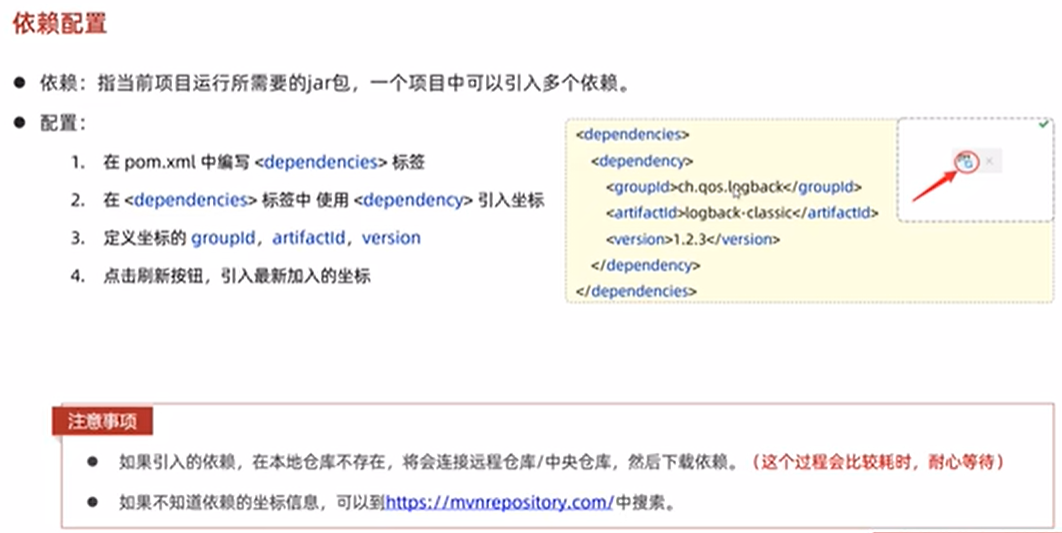 依赖配置
● 依赖：指当前项目运行所需要的jar包，一个项目中可以引入多个依赖。
● 配置：
1. 在 pom.xml 中编写 <dependencies> 标签
2. 在 <dependencies> 标签中 使用 <dependency> 引入坐标
3. 定义坐标的 groupId，artifactId，version
4. 点击刷新按钮，引入最新加入的坐标
<dependencies>
<dependency>
<groupId>ch.qos.logback</groupId>
<artifactId>logback-classic</artifactId>
<version>1.2.3</version>
</dependency>
</dependencies>
注意事项
● 如果引入的依赖，在本地仓库不存在，将会连接远程仓库/中央仓库，然后下载依赖。（这个过程会比较耗时，耐心等待）
● 如果不知道依赖的坐标信息，可以到https://mvnrepository.com/中搜索。